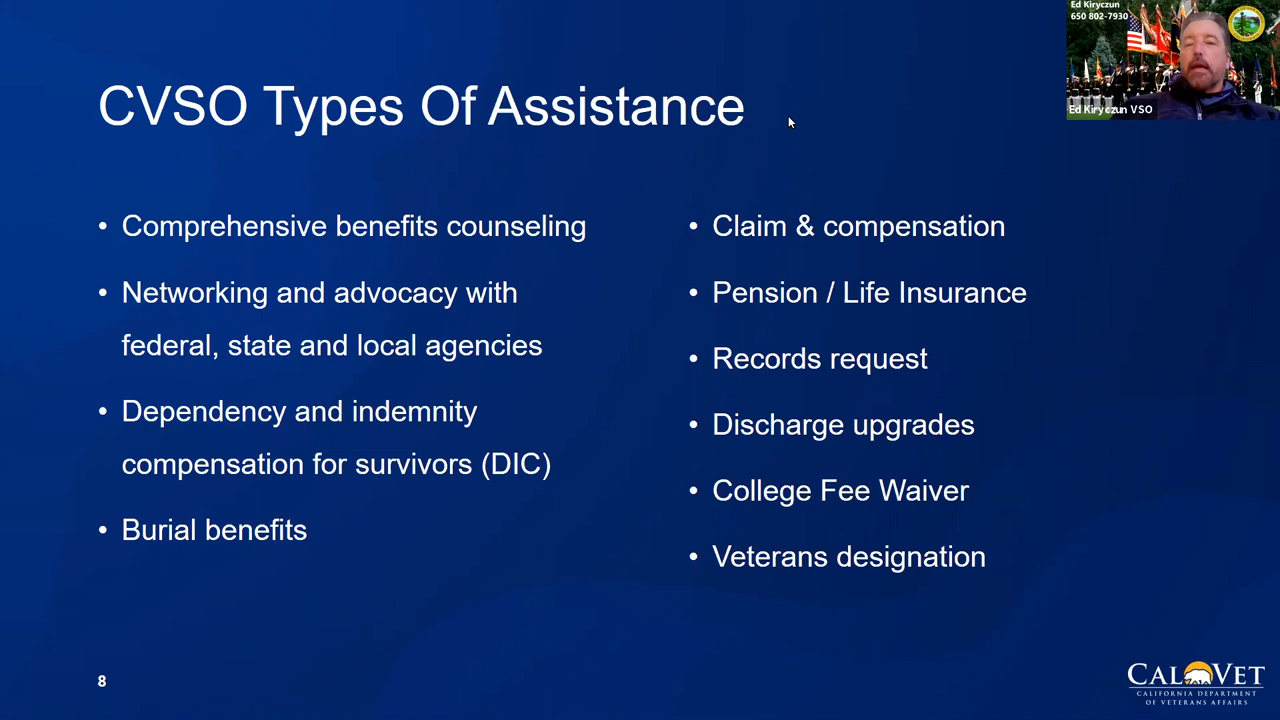 CVSO Types Of Assistance
• Comprehensive benefits counseling
• Networking and advocacy with
federal, state and local agencies
• Dependency and indemnity
compensation for survivors (DIC)
• Burial benefits
• Claim & compensation
• Pension / Life Insurance
• Records request
• Discharge upgrades
• College Fee Waiver
• Veterans designation
Ed Kiryczun
650 802-7930
Ed Kiryczun VSO
8
CALVET
CALIFORNIA DEPARTMENT
OF VETERANS AFFAIRS